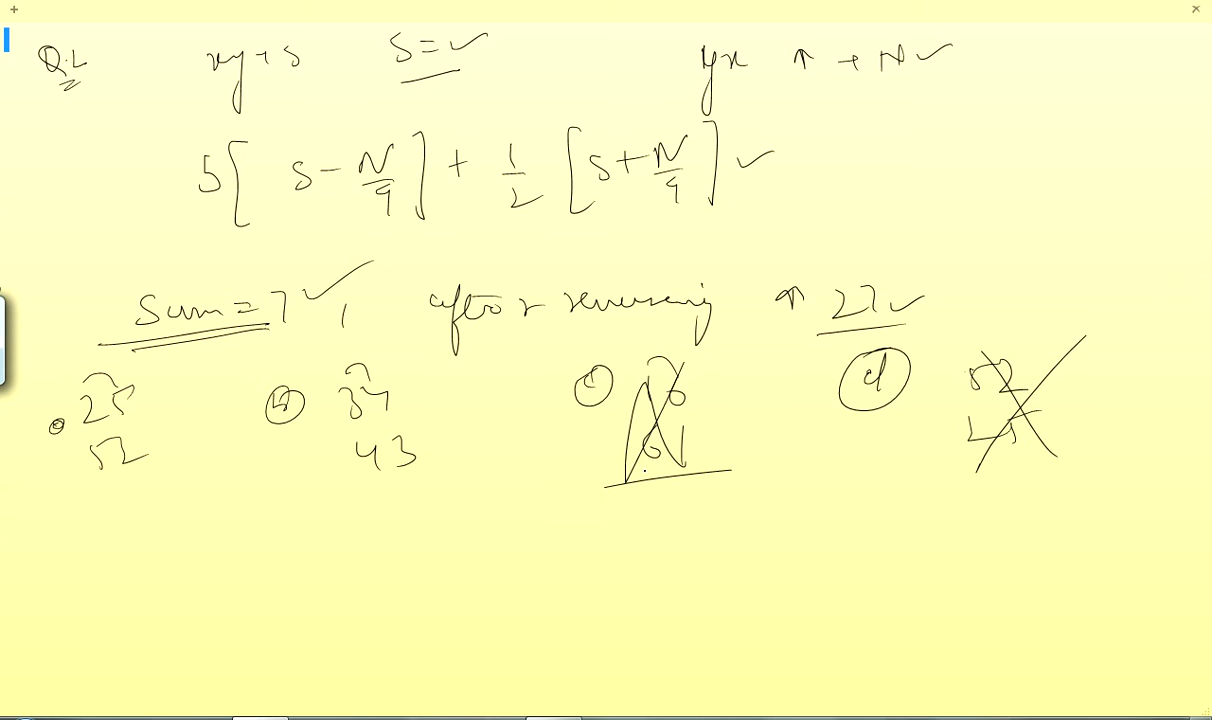 Q.2 xy → S S = ✓ yx ↑ → N ✓
5[ S - N/9 ] + 1/2 [ S + N/9 ] ✓
Sum = 7 ✓, after reversing ↑ 27 ✓
25 34 16 d 52
52 43 61 25